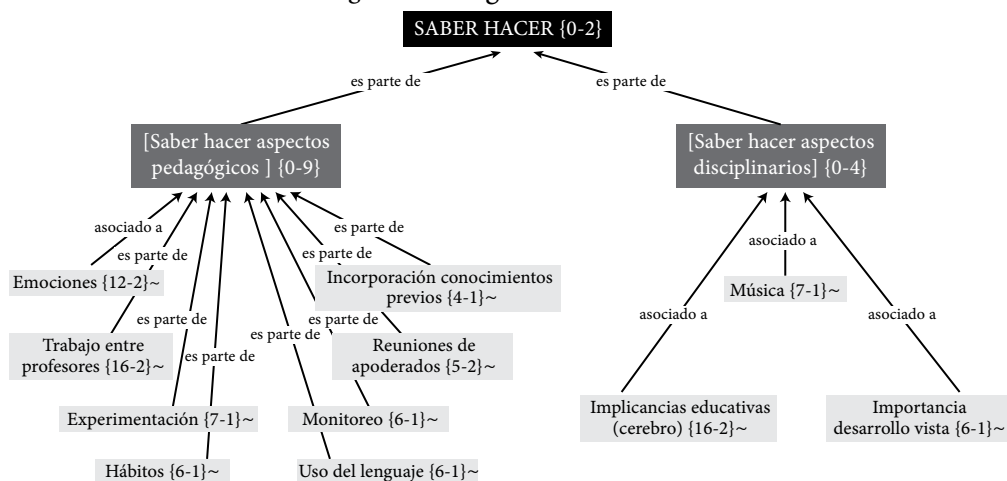 SABER HACER {0-2}
es parte de
es parte de
[Saber hacer aspectos
pedagógicos ] {0-9}
[Saber hacer aspectos
disciplinarios] {0-4}
asociado a
es parte de
es parte de
es parte de
es parte de
es parte de
es parte de
es parte de
Emociones {12-2}~
Incorporación conocimientos
previos {4-1}~
Trabajo entre
profesores {16-2}~
Reuniones de
apoderados {5-2}~
Experimentación {7-1}~
Monitoreo {6-1}~
Hábitos {6-1}~
Uso del lenguaje {6-1}~
asociado a
Música {7-1}~
asociado a
asociado a
Implicancias educativas
(cerebro) {16-2}~
Importancia
desarrollo vista {6-1}~